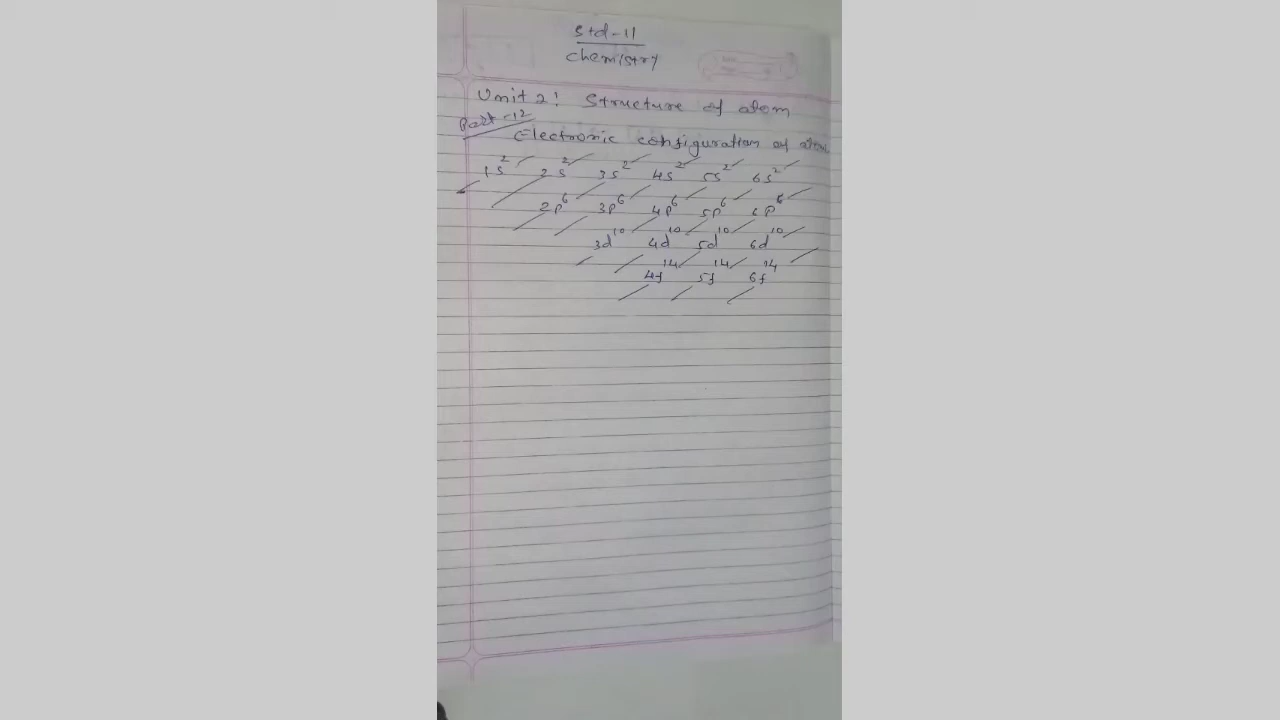 std-11
chemistry
Unit 2: Structure of atom
Part-12
Electronic configuration of atom
1s² 2s² 3s² 4s² 5s² 6s²
2p⁶ 3p⁶ 4p⁶ 5p⁶ 6p⁶
3d¹⁰ 4d¹⁰ 5d¹⁰ 6d¹⁰
4f¹⁴ 5f¹⁴ 6f¹⁴